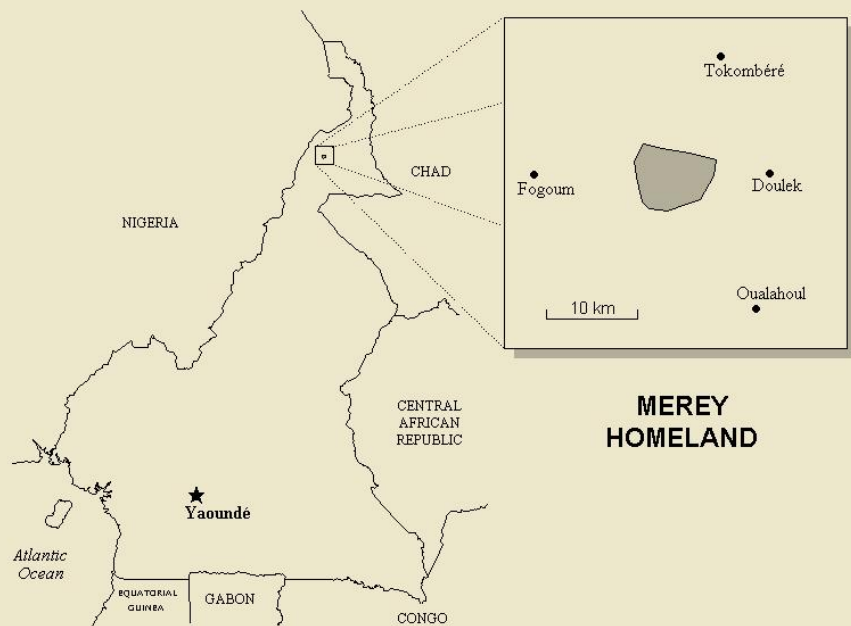 Tokombéré
CHAD
Fogoum
Doulek
NIGERIA
Oualahoul
10 km
MEREY
HOMELAND
CENTRAL
AFRICAN
REPUBLIC
Yaoundé
Atlantic
Ocean
EQUATORIAL
GUINEA
GABON
CONGO